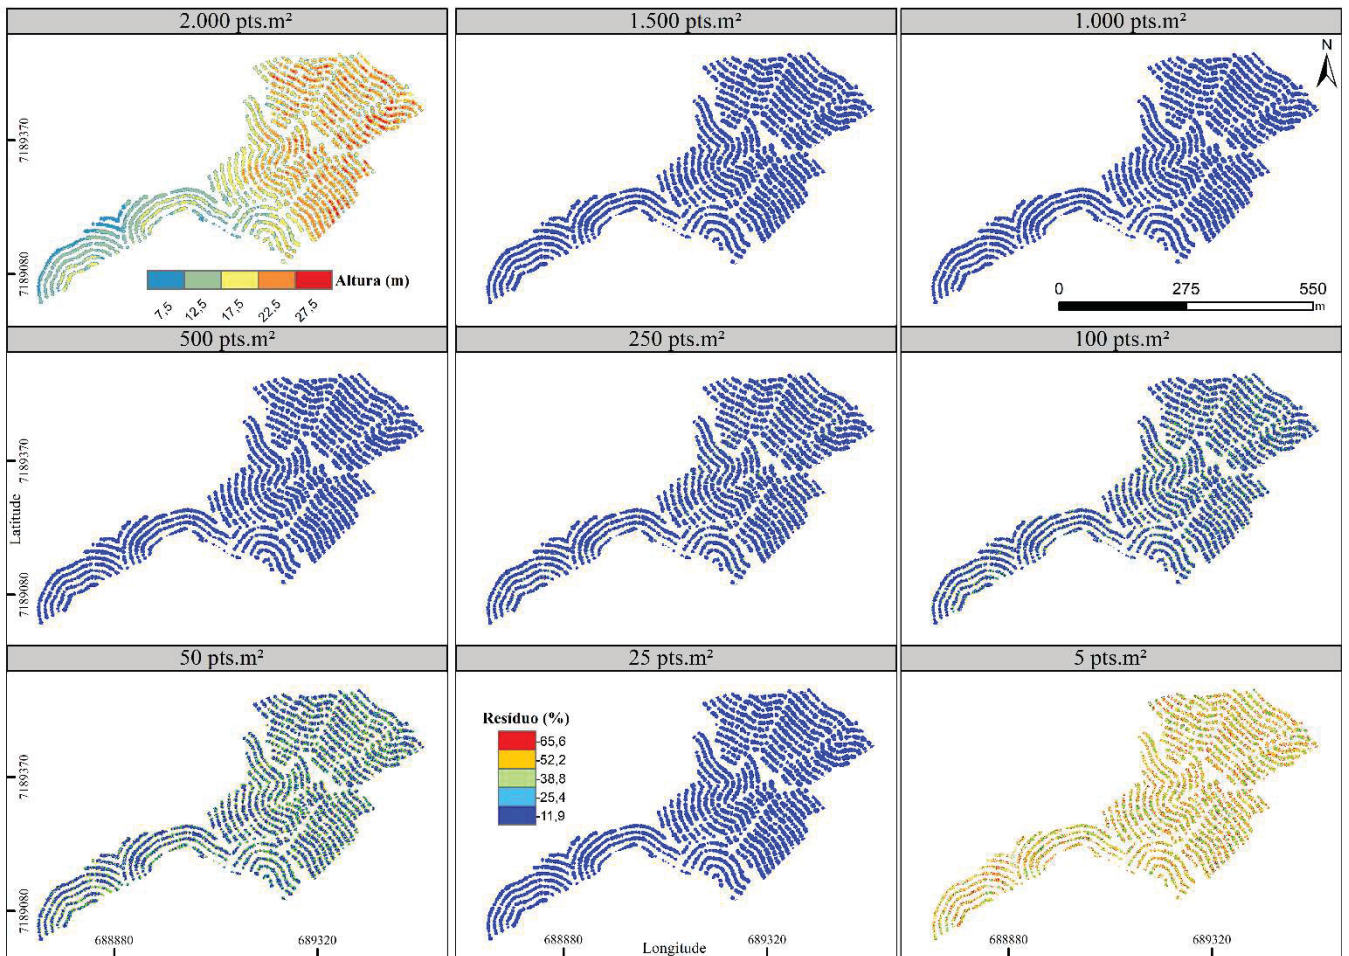 2.000 pts.m²
1.500 pts.m²
1.000 pts.m²
N
7189370
7189080
Altura (m)
7,5 12,5 17,5 22,5 27,5
0 275 550
m
500 pts.m²
250 pts.m²
100 pts.m²
7189370
Latitude
7189080
50 pts.m²
25 pts.m²
5 pts.m²
7189370
7189080
Resíduo (%)
-65,6
-52,2
-38,8
-25,4
-11,9
688880 689320
688880 689320
688880 689320
Longitude